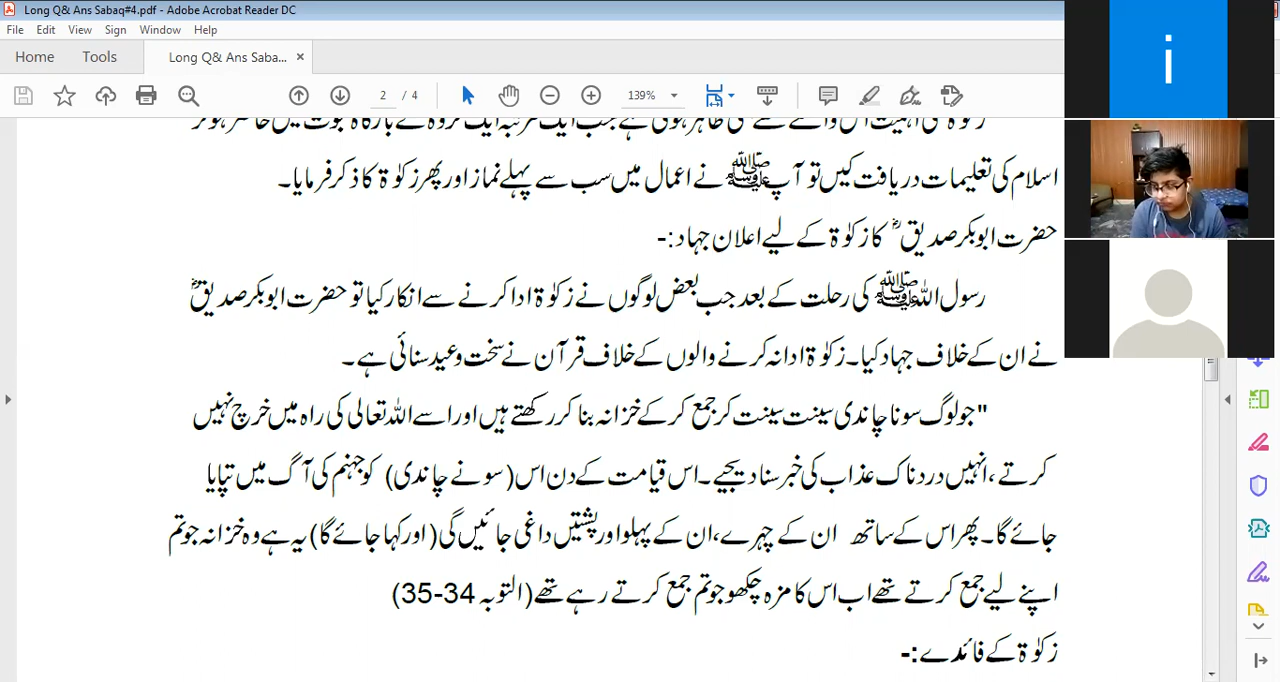 Long Q& Ans Sabaq#4.pdf - Adobe Acrobat Reader DC
File Edit View Sign Window Help
Home Tools Long Q& Ans Saba... ×
2 / 4 139%
i
اسلام کی تعلیمات دریافت کیں تو آپ ﷺ نے اعمال میں سب سے پہلے نماز اور پھر زکوٰۃ کا ذکر فرمایا۔
حضرت ابوبکر صدیقؓ کا زکوٰۃ کے لیے اعلان جہاد:-
رسول اللہ ﷺ کی رحلت کے بعد جب بعض لوگوں نے زکوٰۃ ادا کرنے سے انکار کیا تو حضرت ابوبکر صدیقؓ
نے ان کے خلاف جہاد کیا۔ زکوٰۃ ادا نہ کرنے والوں کے خلاف قرآن نے سخت وعید سنائی ہے۔
"جو لوگ سونا چاندی سینت سینت کر جمع کر کے خزانہ بنا کر رکھتے ہیں اور اسے اللہ تعالی کی راہ میں خرچ نہیں
کرتے، انہیں دردناک عذاب کی خبر سنا دیجیے۔ اس قیامت کے دن اس (سونے چاندی) کو جہنم کی آگ میں تپایا
جائے گا۔ پھر اس کے ساتھ ان کے چہرے، ان کے پہلو اور پشتیں داغی جائیں گی (اور کہا جائے گا) یہ ہے وہ خزانہ جو تم
اپنے لیے جمع کرتے تھے اب اس کا مزہ چکھو جو تم جمع کرتے رہے تھے (التوبہ 34-35)
زکوٰۃ کے فائدے:-